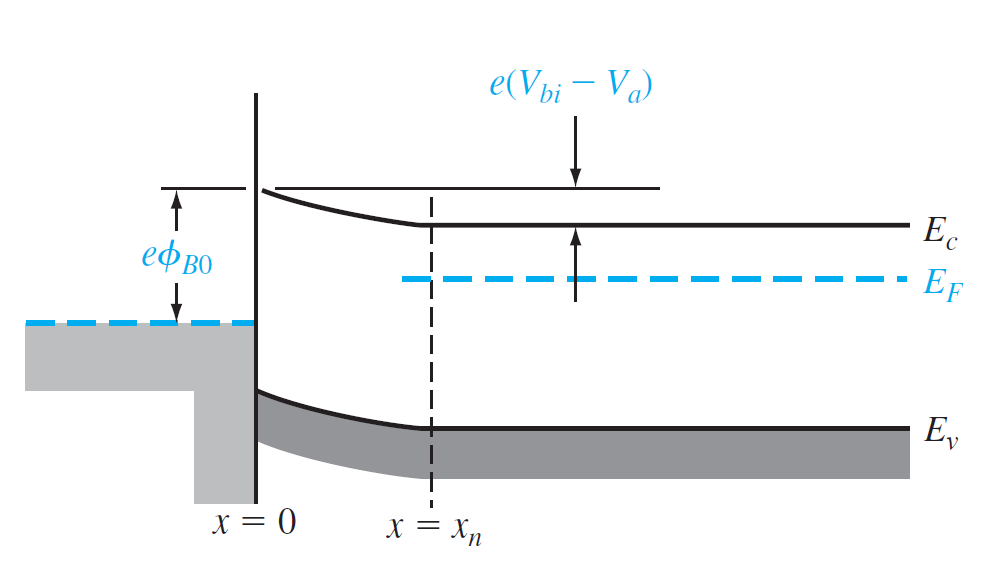 e(V_bi − V_a)
eϕ_B0
E_c
E_F
E_v
x = 0
x = x_n